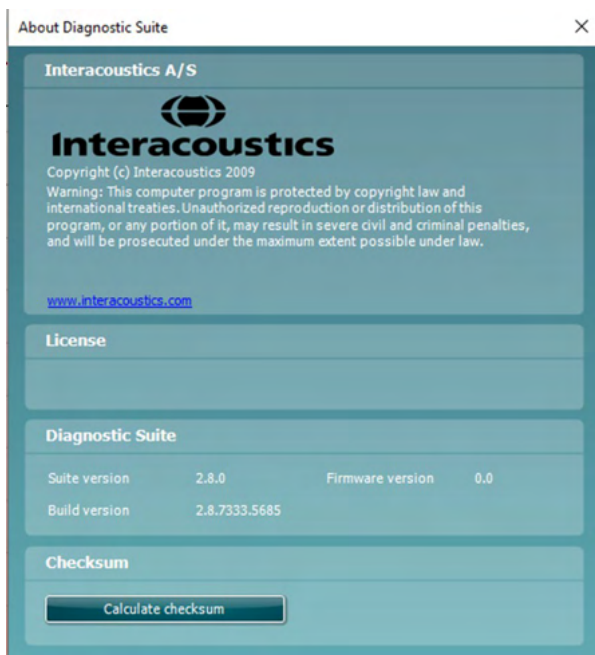 About Diagnostic Suite
Interacoustics A/S
Interacoustics
Copyright (c) Interacoustics 2009
Warning: This computer program is protected by copyright law and
international treaties. Unauthorized reproduction or distribution of this
program, or any portion of it, may result in severe civil and criminal penalties,
and will be prosecuted under the maximum extent possible under law.
www.interacoustics.com
License
Diagnostic Suite
Suite version 2.8.0 Firmware version 0.0
Build version 2.8.7333.5685
Checksum
Calculate checksum